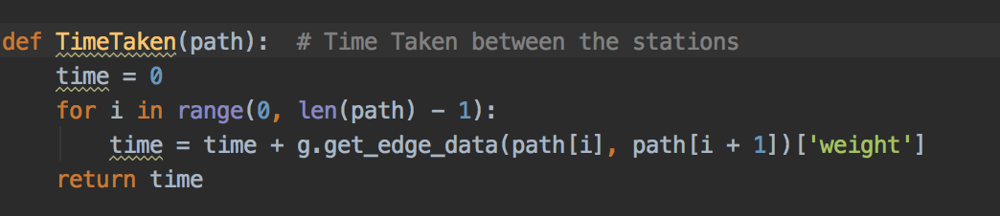 def TimeTaken(path):  # Time Taken between the stations
    time = 0
    for i in range(0, len(path) - 1):
        time = time + g.get_edge_data(path[i], path[i + 1])['weight']
    return time